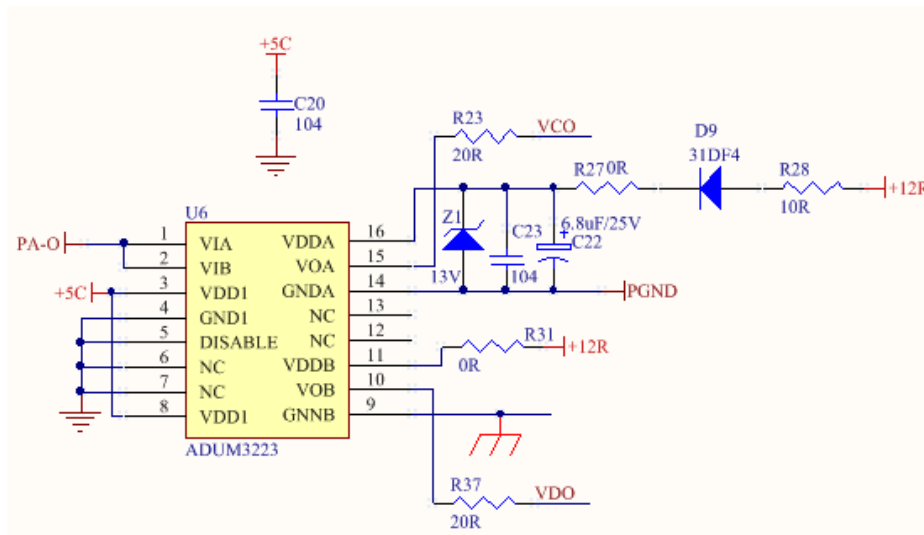 +5C
C20
104
R23
20R
VCO
D9
31DF4
R27
0R
R28
10R
+12R
U6
PA-O
1
VIA
VDDA
16
2
VIB
VOA
15
+5C
3
VDD1
GNDA
14
4
GND1
NC
13
5
DISABLE
NC
12
6
NC
VDDB
11
7
NC
VOB
10
8
VDD1
GNNB
9
ADUM3223
Z1
13V
C23
104
6.8uF/25V
+
C22
PGND
R31
0R
+12R
R37
20R
VDO